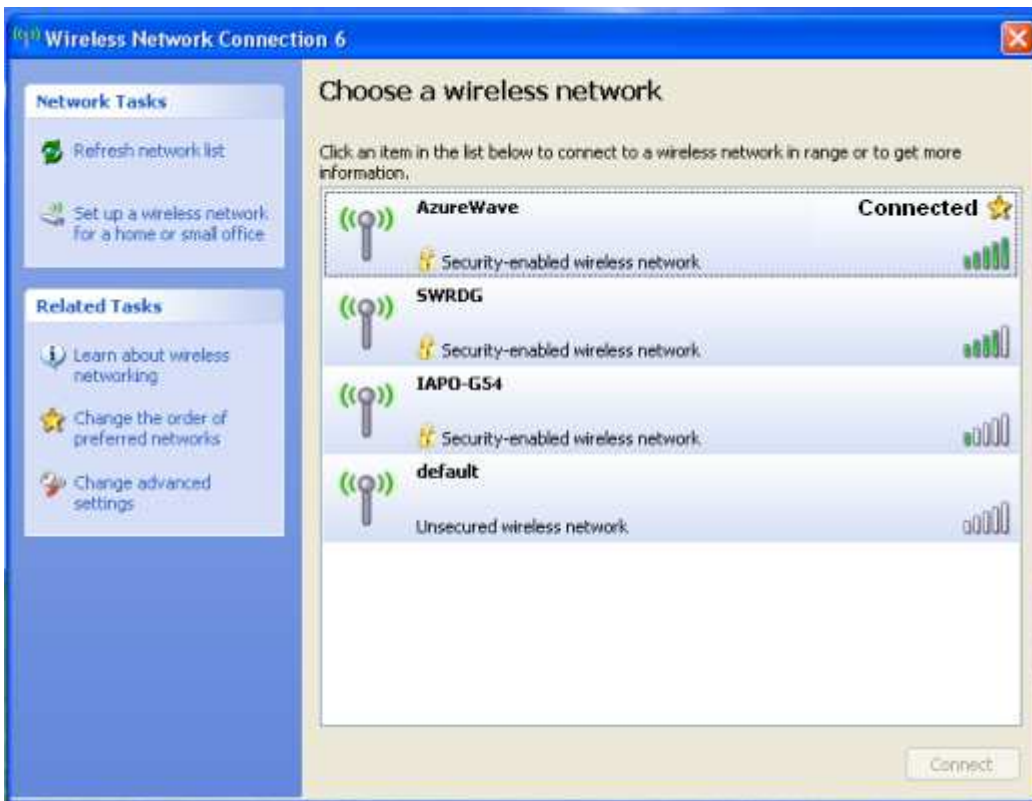 Wireless Network Connection 6
Network Tasks
Refresh network list
Set up a wireless network
for a home or small office
Related Tasks
Learn about wireless
networking
Change the order of
preferred networks
Change advanced
settings
Choose a wireless network
Click an item in the list below to connect to a wireless network in range or to get more
information.
AzureWave Connected
Security-enabled wireless network
SWRDG
Security-enabled wireless network
IAPO-G54
Security-enabled wireless network
default
Unsecured wireless network
Connect